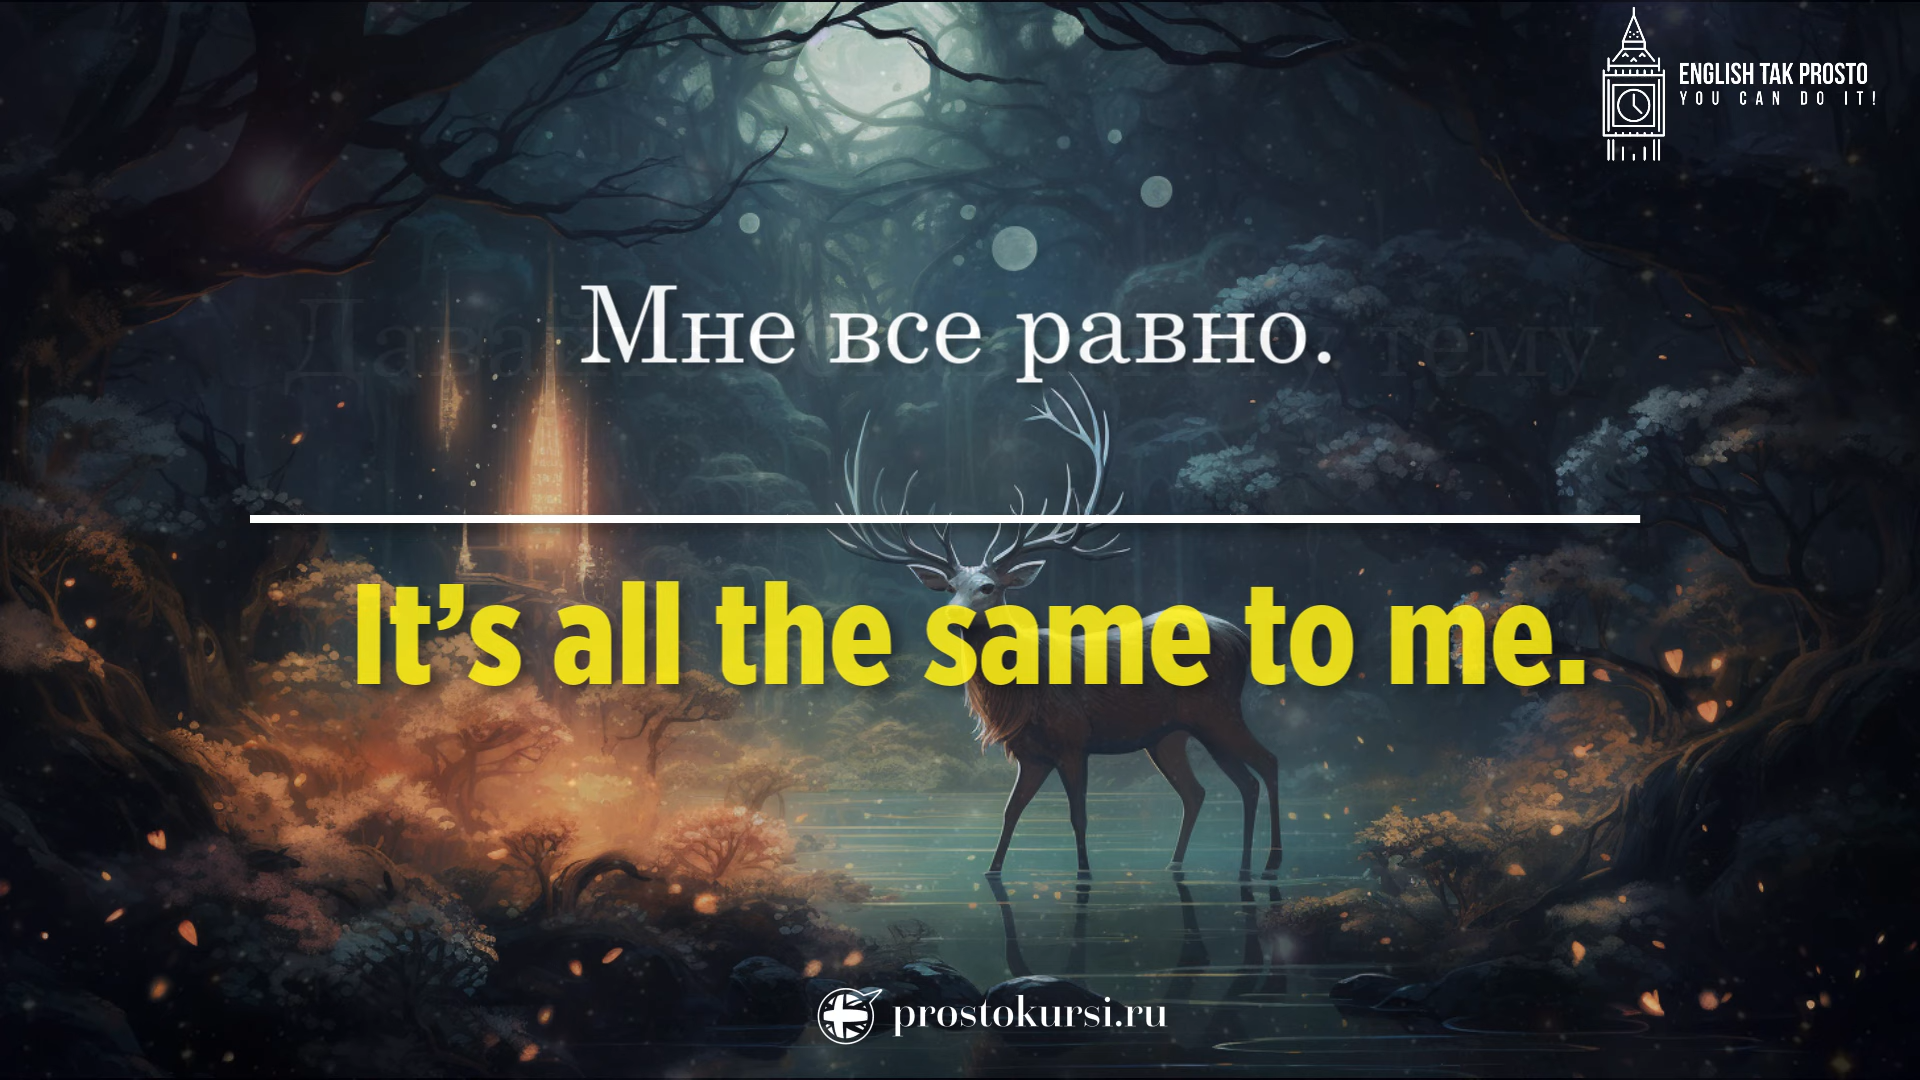 ENGLISH TAK PROSTO
YOU CAN DO IT!
Мне все равно.
It’s all the same to me.
prostokursi.ru